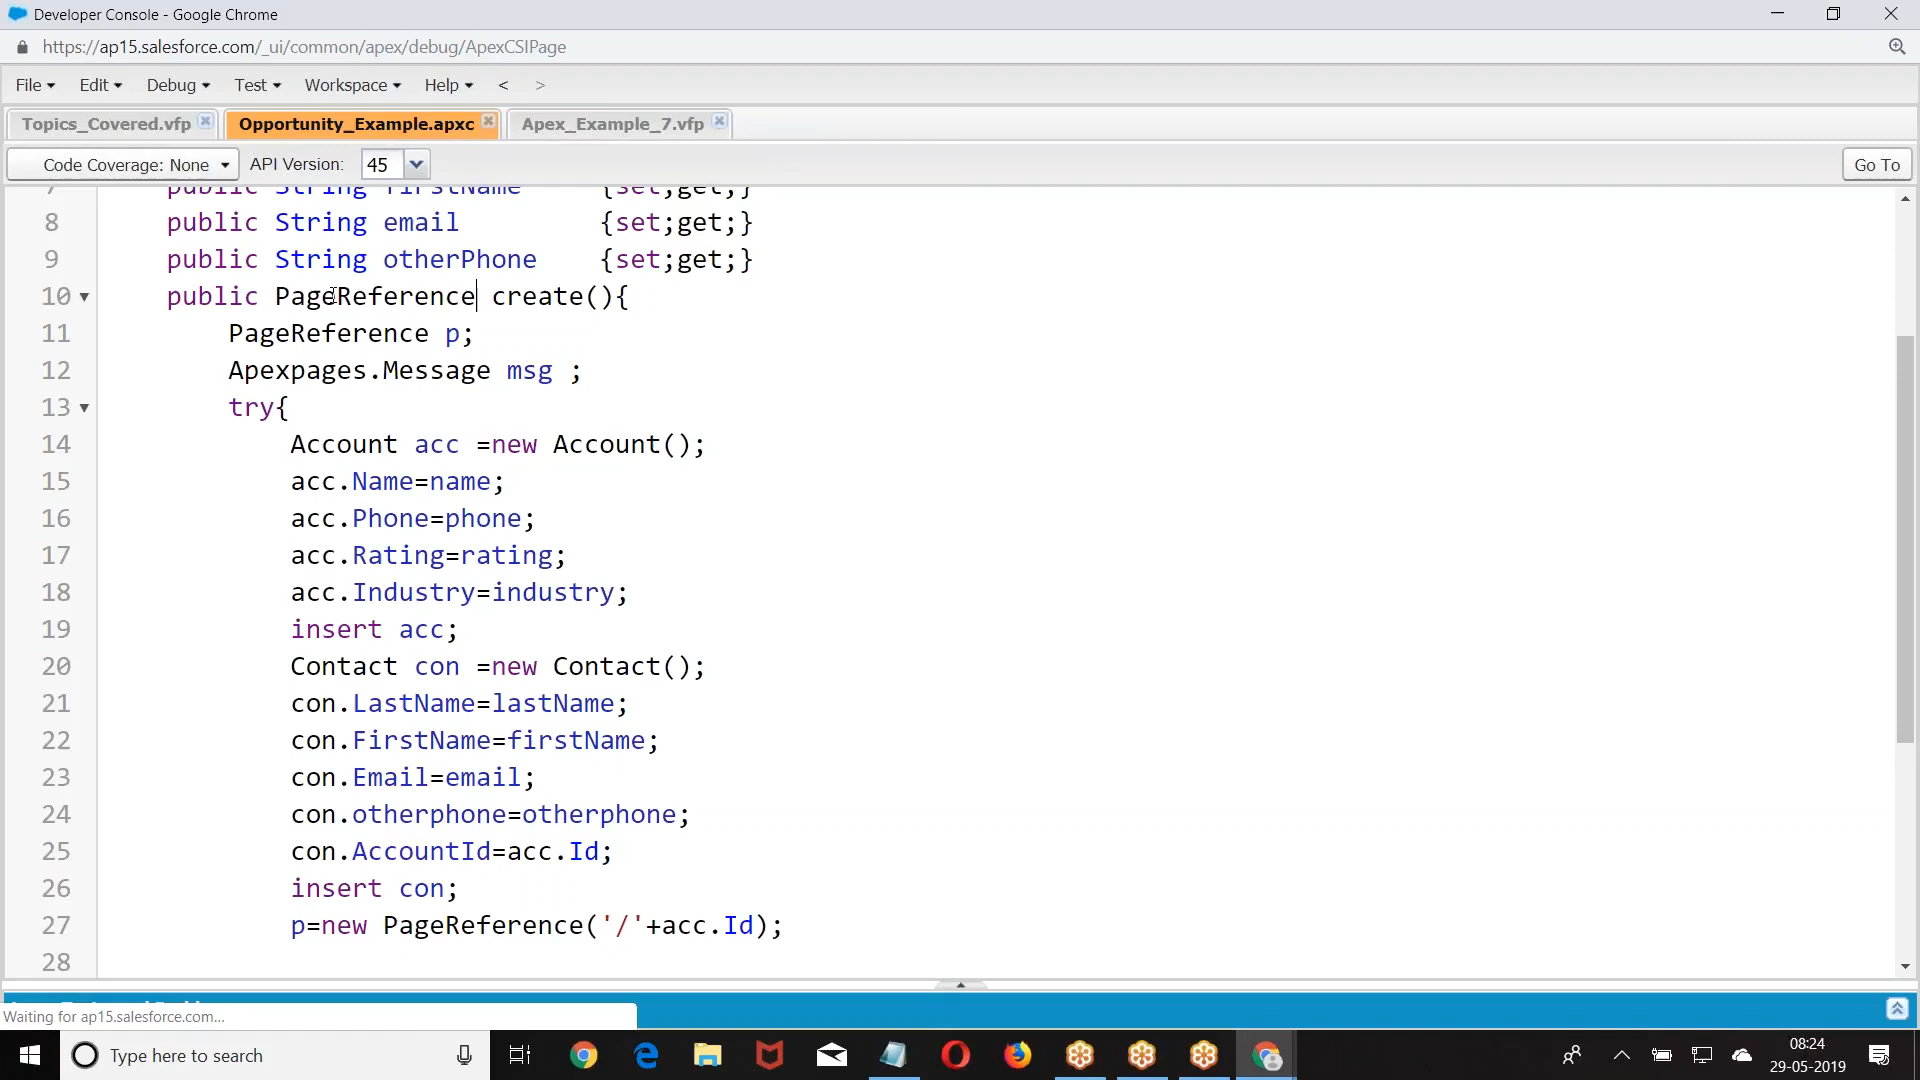 Developer Console - Google Chrome
https://ap15.salesforce.com/_ui/common/apex/debug/ApexCSIPage
File Edit Debug Test Workspace Help < >
Topics_Covered.vfp Opportunity_Example.apxc Apex_Example_7.vfp
Code Coverage: None API Version: 45 Go To
7 public String firstName {set;get;}
8 public String email {set;get;}
9 public String otherPhone {set;get;}
10 public PageReference create(){
11 PageReference p;
12 Apexpages.Message msg ;
13 try{
14 Account acc =new Account();
15 acc.Name=name;
16 acc.Phone=phone;
17 acc.Rating=rating;
18 acc.Industry=industry;
19 insert acc;
20 Contact con =new Contact();
21 con.LastName=lastName;
22 con.FirstName=firstName;
23 con.Email=email;
24 con.otherphone=otherphone;
25 con.AccountId=acc.Id;
26 insert con;
27 p=new PageReference('/'+acc.Id);
28
Waiting for ap15.salesforce.com...
Type here to search
08:24
29-05-2019